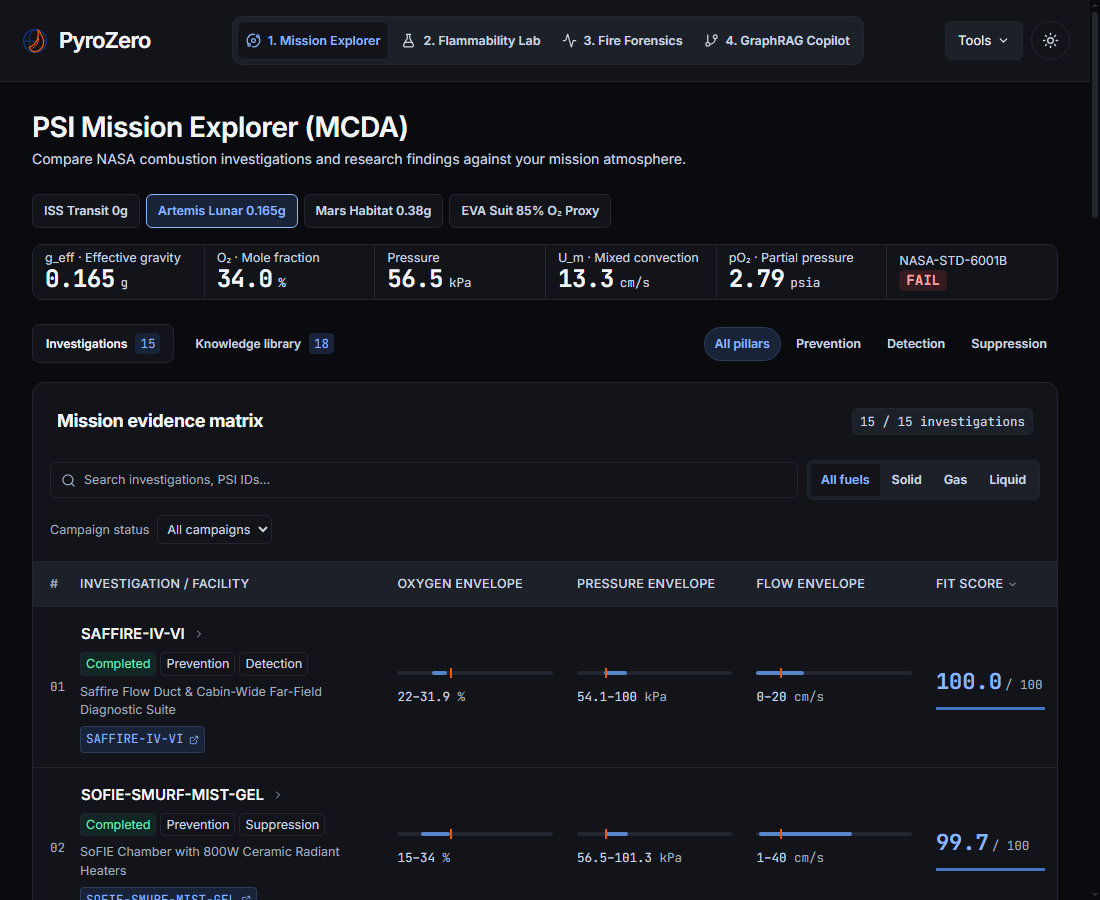 PyroZero
1. Mission Explorer
2. Flammability Lab
3. Fire Forensics
4. GraphRAG Copilot
Tools
PSI Mission Explorer (MCDA)
Compare NASA combustion investigations and research findings against your mission atmosphere.
ISS Transit 0g
Artemis Lunar 0.165g
Mars Habitat 0.38g
EVA Suit 85% O₂ Proxy
g_eff · Effective gravity
0.165 g
O₂ · Mole fraction
34.0 %
Pressure
56.5 kPa
U_m · Mixed convection
13.3 cm/s
pO₂ · Partial pressure
2.79 psia
NASA-STD-6001B
FAIL
Investigations 15
Knowledge library 18
All pillars
Prevention
Detection
Suppression
Mission evidence matrix
15 / 15 investigations
Search investigations, PSI IDs...
All fuels
Solid
Gas
Liquid
Campaign status
All campaigns
# INVESTIGATION / FACILITY OXYGEN ENVELOPE PRESSURE ENVELOPE FLOW ENVELOPE FIT SCORE
01
SAFFIRE-IV-VI
Completed Prevention Detection
Saffire Flow Duct & Cabin-Wide Far-Field
Diagnostic Suite
SAFFIRE-IV-VI
22–31.9 %
54.1–100 kPa
0–20 cm/s
100.0 / 100
02
SOFIE-SMURF-MIST-GEL
Completed Prevention Suppression
SoFIE Chamber with 800W Ceramic Radiant
Heaters
SOFIE-SMURF-MIST-GEL
15–34 %
56.5–101.3 kPa
1–40 cm/s
99.7 / 100